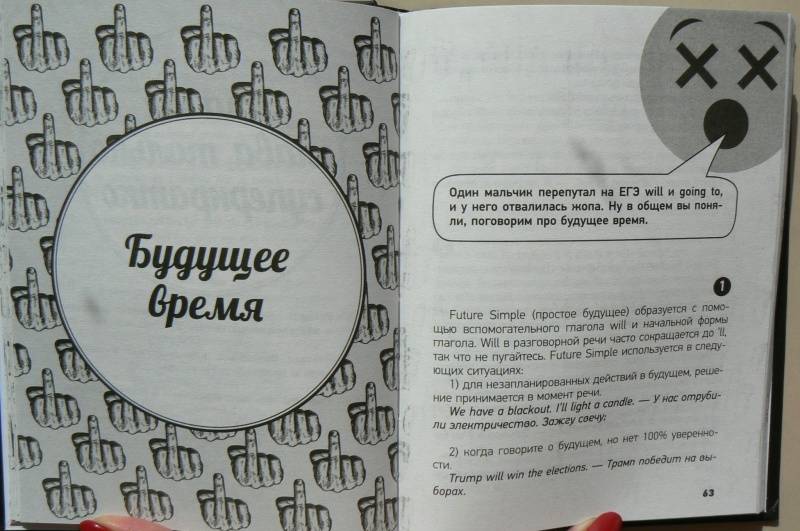 Будущее
время
Один мальчик перепутал на ЕГЭ will и going to,
и у него отвалилась жопа. Ну в общем вы поня-
ли, поговорим про будущее время.
1
Future Simple (простое будущее) образуется с помо-
щью вспомогательного глагола will и начальной формы
глагола. Will в разговорной речи часто сокращается до 'll,
так что не пугайтесь. Future Simple используется в следу-
ющих ситуациях:
1) для незапланированных действий в будущем, реше-
ние принимается в момент речи.
We have a blackout. I'll light a candle. — У нас отруби-
ли электричество. Зажгу свечу;
2) когда говорите о будущем, но нет 100% уверенно-
сти.
Trump will win the elections. — Трамп победит на вы-
борах.
63